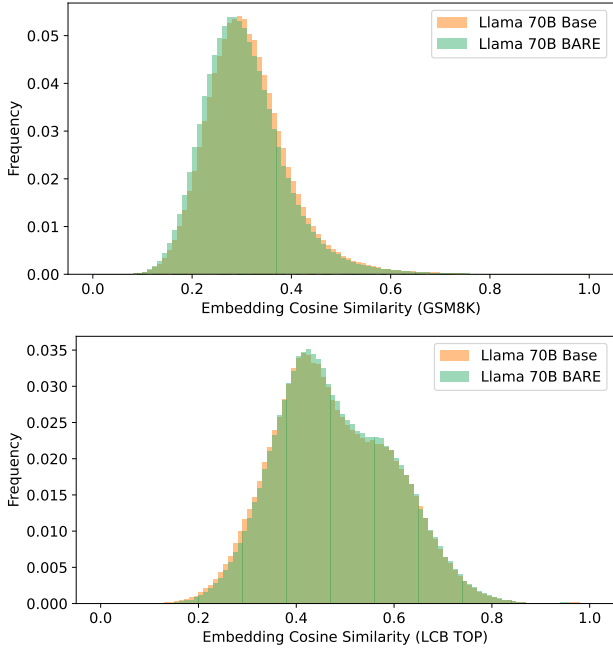 Llama 70B Base
Llama 70B BARE
Frequency
0.05
0.04
0.03
0.02
0.01
0.00
0.0 0.2 0.4 0.6 0.8 1.0
Embedding Cosine Similarity (GSM8K)
Llama 70B Base
Llama 70B BARE
Frequency
0.035
0.030
0.025
0.020
0.015
0.010
0.005
0.000
0.0 0.2 0.4 0.6 0.8 1.0
Embedding Cosine Similarity (LCB TOP)